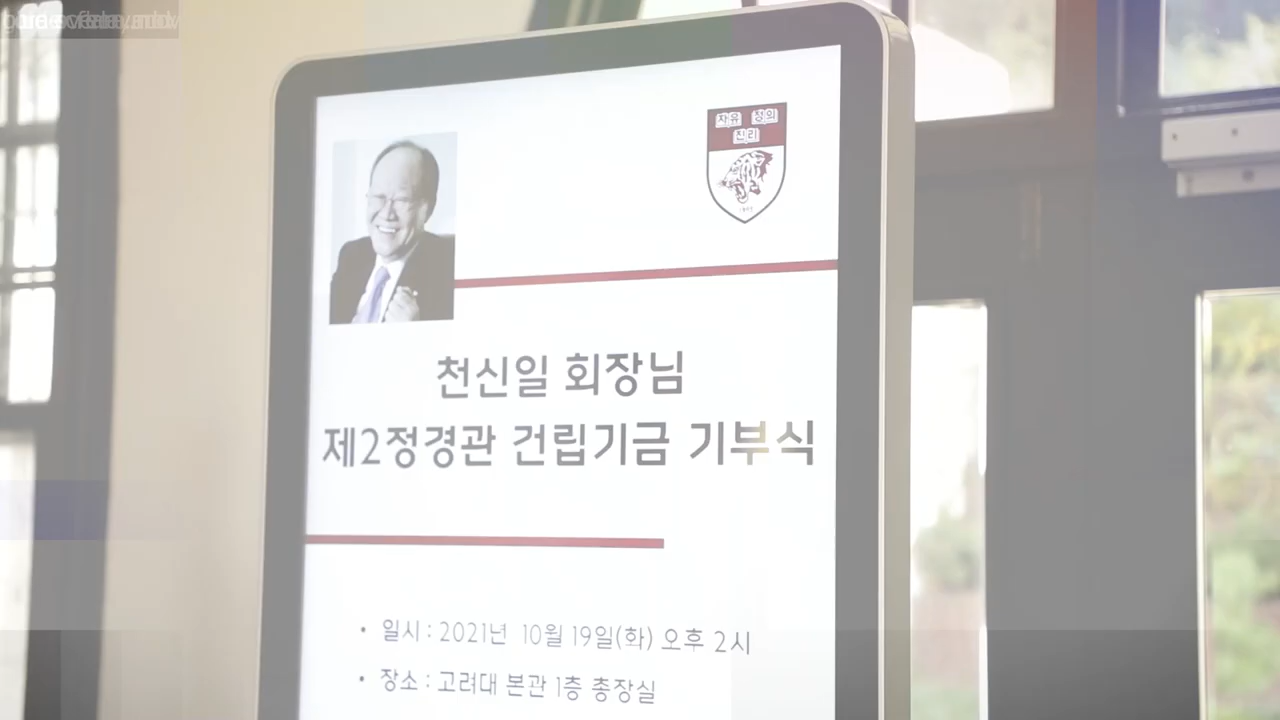 자유 정의
진리
천신일 회장님
제2정경관 건립기금 기부식
• 일시 : 2021년 10월 19일(화) 오후 2시
• 장소 : 고려대 본관 1층 총장실